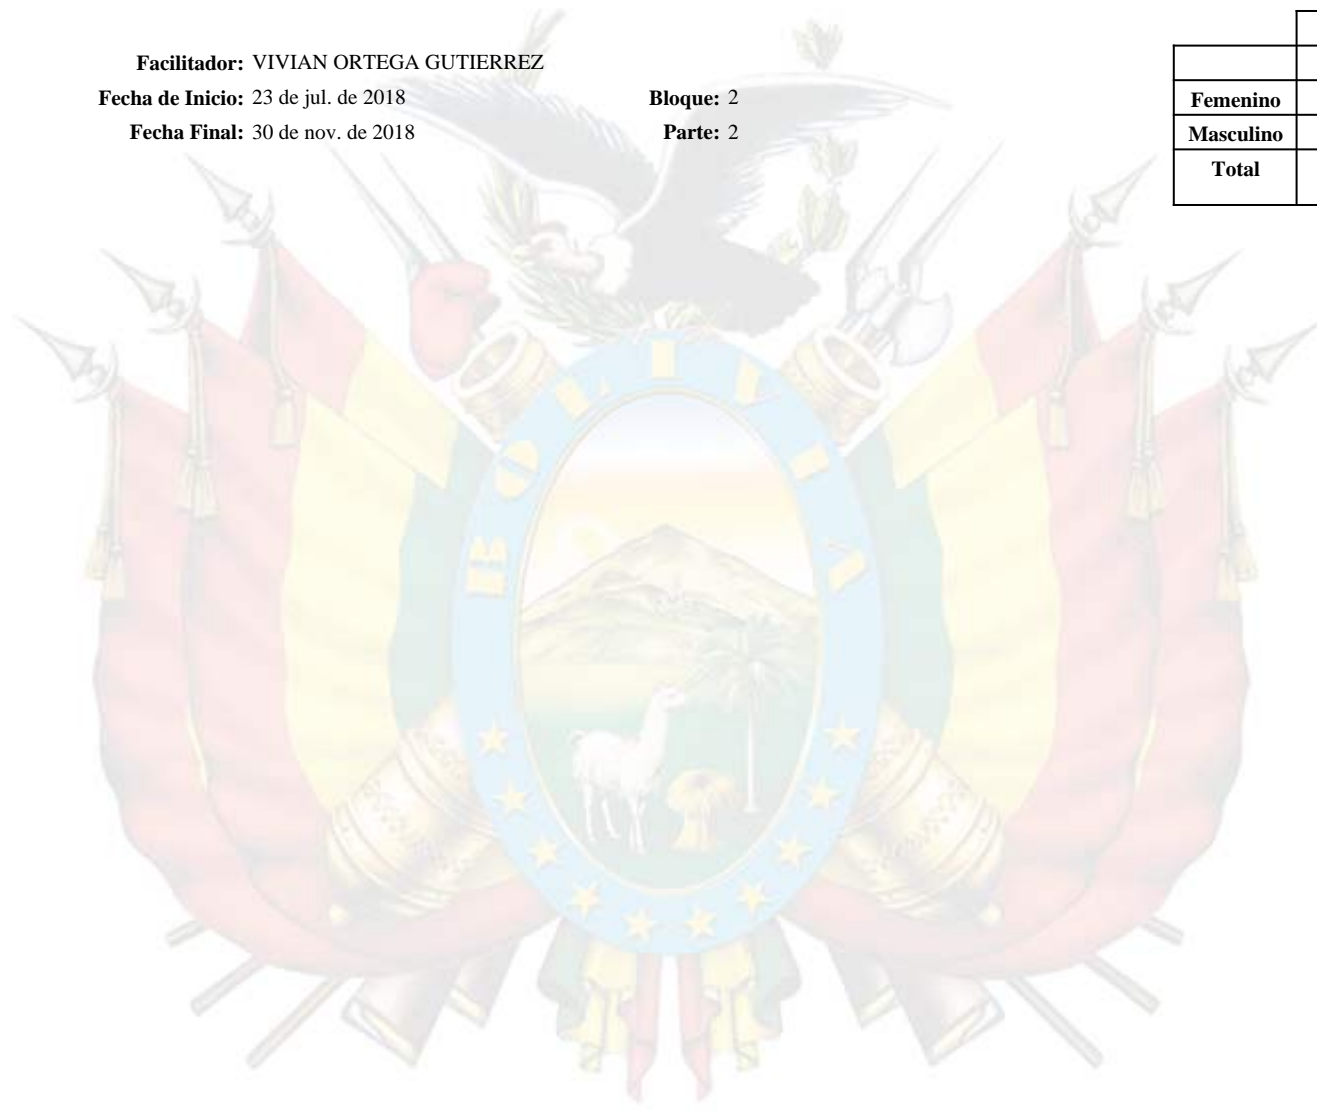 Facilitador: VIVIAN ORTEGA GUTIERREZ
Fecha de Inicio: 23 de jul. de 2018 Bloque: 2
Fecha Final: 30 de nov. de 2018 Parte: 2
Femenino
Masculino
Total
BOLIVIA